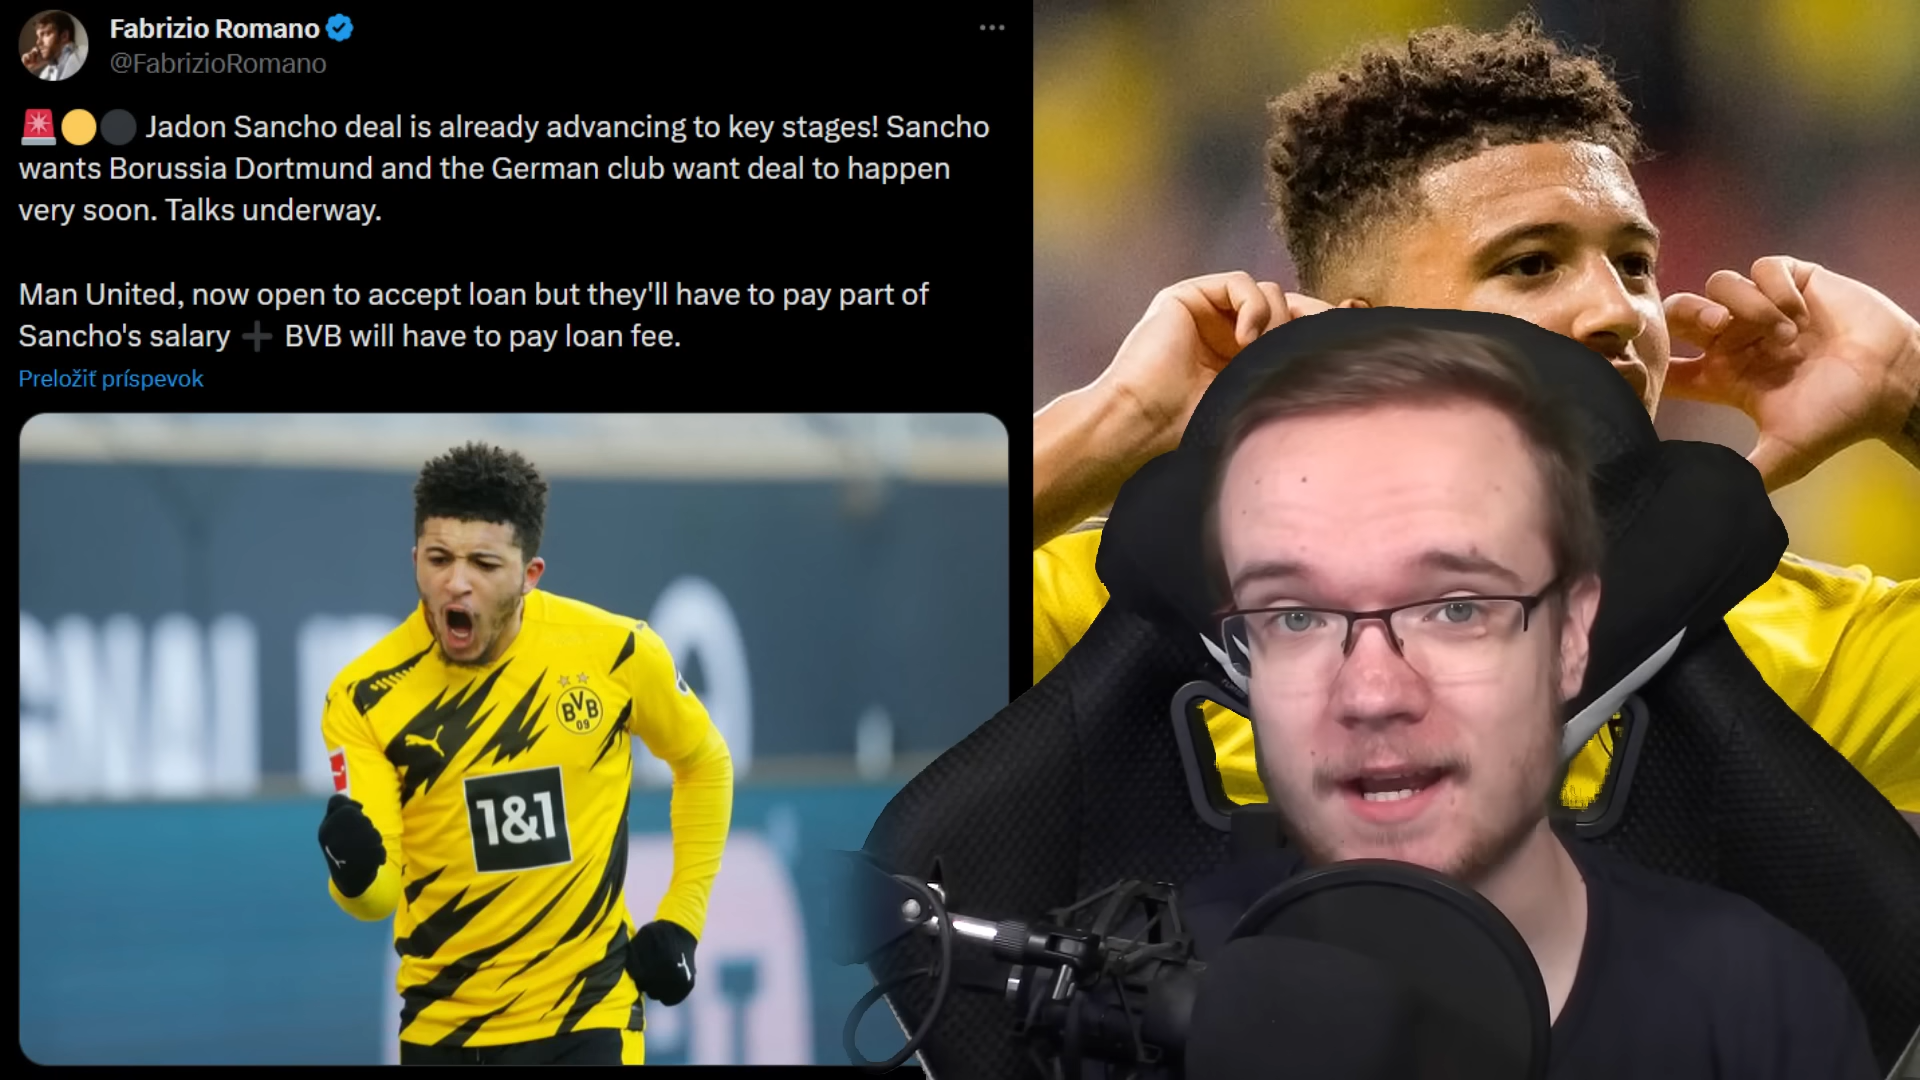 Fabrizio Romano
@FabrizioRomano
🚨🟡⚫ Jadon Sancho deal is already advancing to key stages! Sancho
wants Borussia Dortmund and the German club want deal to happen
very soon. Talks underway.
Man United, now open to accept loan but they'll have to pay part of
Sancho's salary ➕ BVB will have to pay loan fee.
Preložiť príspevok
BVB
09
1&1